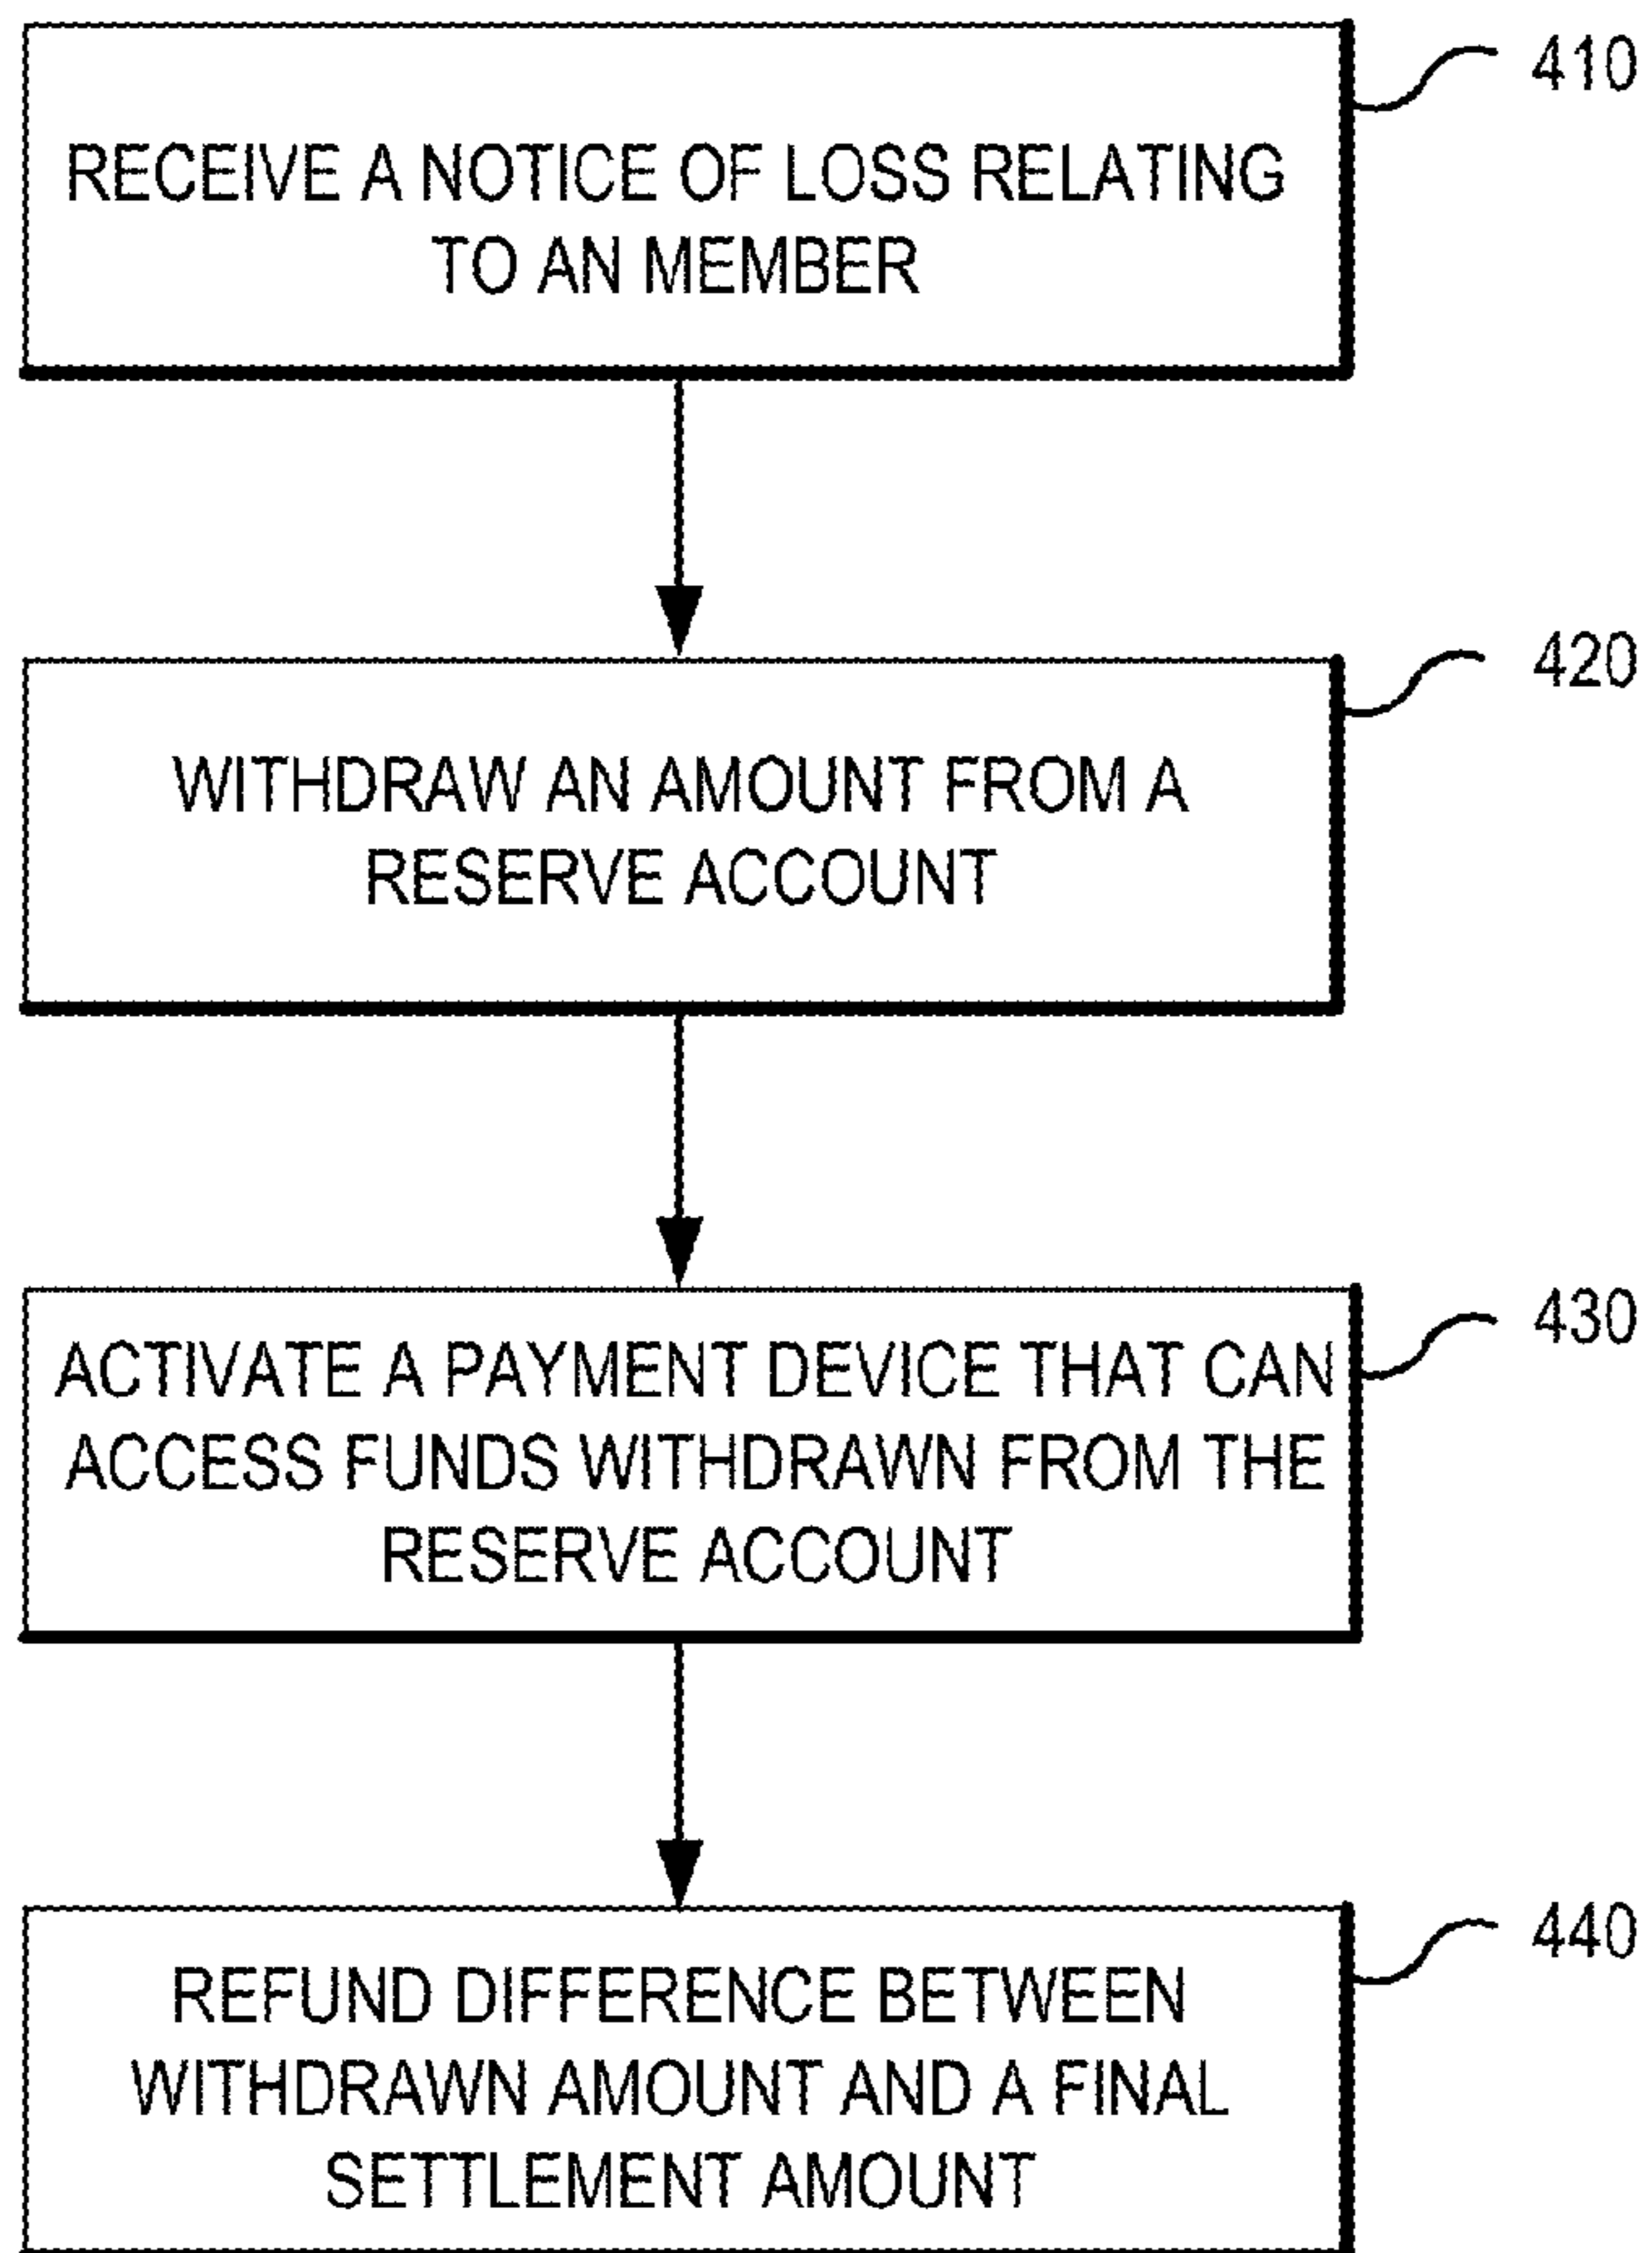 410
RECEIVE A NOTICE OF LOSS RELATING
TO AN MEMBER
420
WITHDRAW AN AMOUNT FROM A
RESERVE ACCOUNT
430
ACTIVATE A PAYMENT DEVICE THAT CAN
ACCESS FUNDS WITHDRAWN FROM THE
RESERVE ACCOUNT
440
REFUND DIFFERENCE BETWEEN
WITHDRAWN AMOUNT AND A FINAL
SETTLEMENT AMOUNT